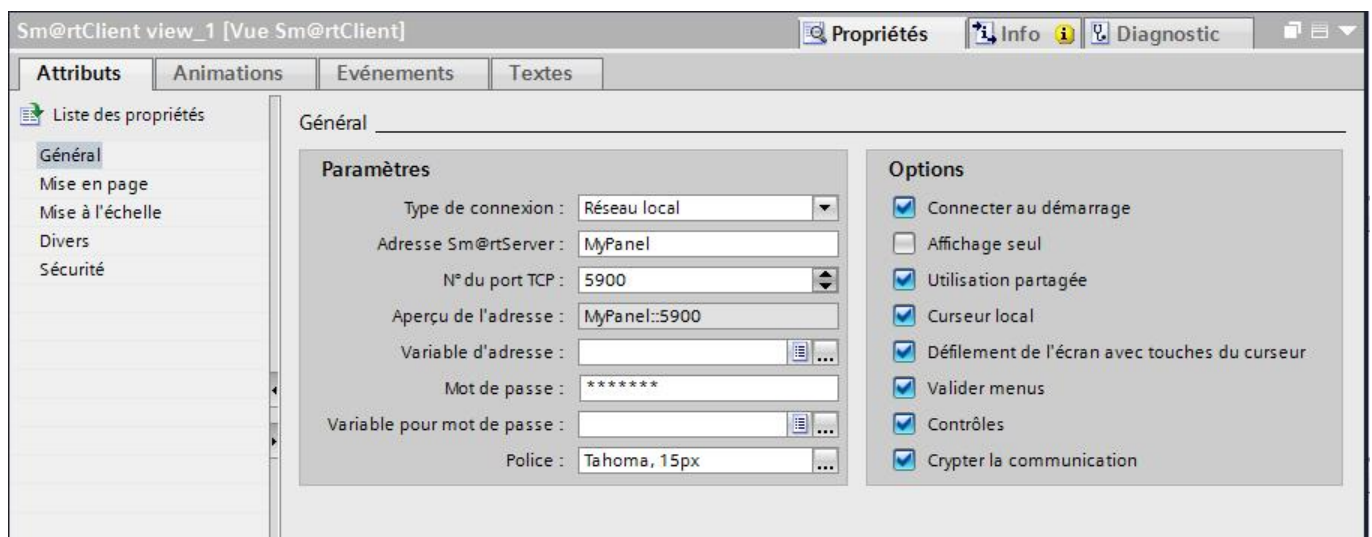 Sm@rtClient view_1 [Vue Sm@rtClient]
Propriétés
Info
Diagnostic
Attributs
Animations
Evénements
Textes
Liste des propriétés
Général
Mise en page
Mise à l'échelle
Divers
Sécurité
Général
Paramètres
Type de connexion : Réseau local
Adresse Sm@rtServer : MyPanel
N° du port TCP : 5900
Aperçu de l'adresse : MyPanel::5900
Variable d'adresse :
Mot de passe : *******
Variable pour mot de passe :
Police : Tahoma, 15px
Options
Connecter au démarrage
Affichage seul
Utilisation partagée
Curseur local
Défilement de l'écran avec touches du curseur
Valider menus
Contrôles
Crypter la communication